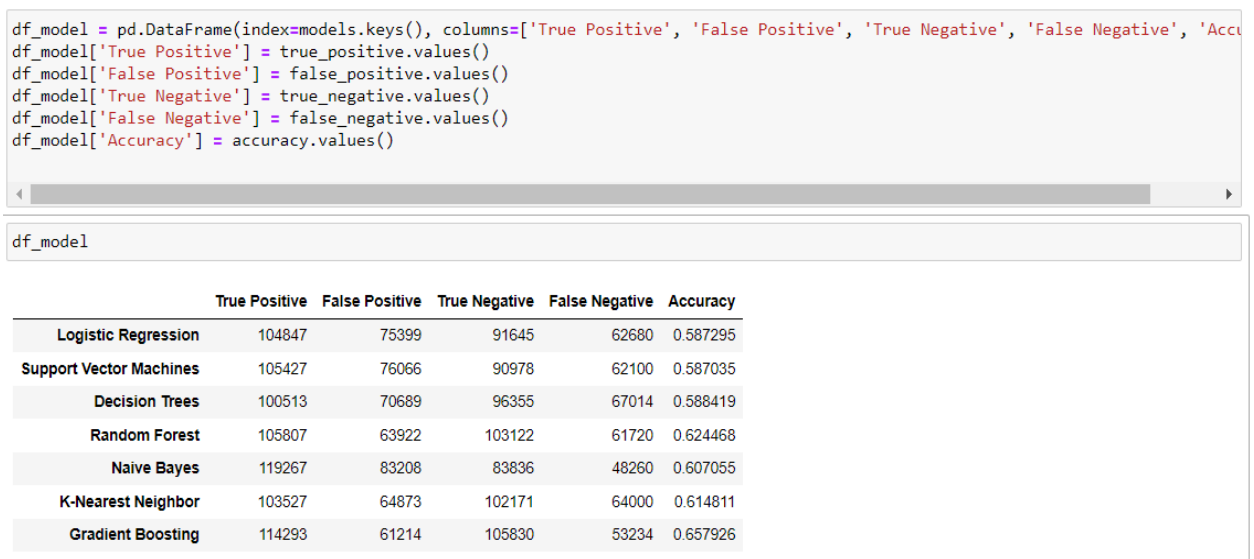 df_model = pd.DataFrame(index=models.keys(), columns=['True Positive', 'False Positive', 'True Negative', 'False Negative', 'Accu
df_model['True Positive'] = true_positive.values()
df_model['False Positive'] = false_positive.values()
df_model['True Negative'] = true_negative.values()
df_model['False Negative'] = false_negative.values()
df_model['Accuracy'] = accuracy.values()
df_model
True Positive False Positive True Negative False Negative Accuracy
Logistic Regression 104847 75399 91645 62680 0.587295
Support Vector Machines 105427 76066 90978 62100 0.587035
Decision Trees 100513 70689 96355 67014 0.588419
Random Forest 105807 63922 103122 61720 0.624468
Naive Bayes 119267 83208 83836 48260 0.607055
K-Nearest Neighbor 103527 64873 102171 64000 0.614811
Gradient Boosting 114293 61214 105830 53234 0.657926